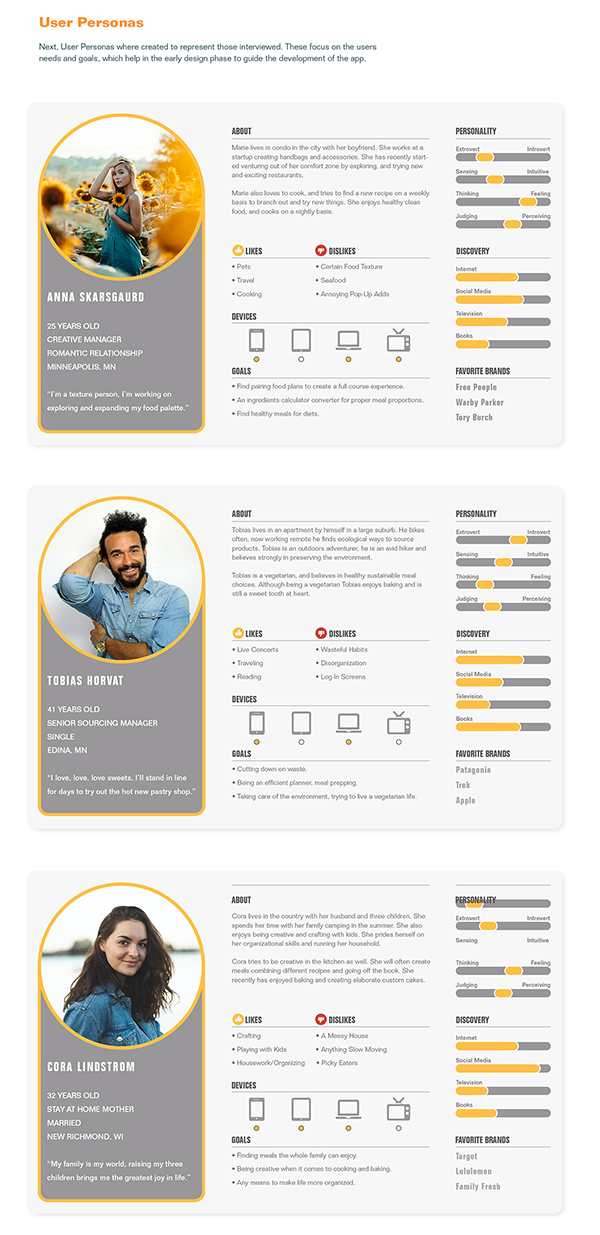 User Personas
Next, User Personas where created to represent those interviewed. These focus on the users
needs and goals, which help in the early design phase to guide the development of the app.
ANNA SKARSGAURD
25 YEARS OLD
CREATIVE MANAGER
ROMANTIC RELATIONSHIP
MINNEAPOLIS, MN
“I’m a texture person, I’m working on
exploring and expanding my food palette.”
ABOUT
Marie lives in condo in the city with her boyfriend. She works at a
startup creating handbags and accessories. She has recently start-
ed venturing out of her comfort zone by exploring, and trying new
and exciting restaurants.
Marie also loves to cook, and tries to find a new recipe on a weekly
basis to branch out and try new things. She enjoys healthy clean
food, and cooks on a nightly basis.
LIKES
• Pets
• Travel
• Cooking
DISLIKES
• Certain Food Texture
• Seafood
• Annoying Pop-Up Adds
DEVICES
GOALS
• Find pairing food plans to create a full course experience.
• An ingredients calculator converter for proper meal proportions.
• Find healthy meals for diets.
PERSONALITY
Extrovert Introvert
Sensing Intuitive
Thinking Feeling
Judging Perceiving
DISCOVERY
Internet
Social Media
Television
Books
FAVORITE BRANDS
Free People
Warby Parker
Tory Burch
TOBIAS HORVAT
41 YEARS OLD
SENIOR SOURCING MANAGER
SINGLE
EDINA, MN
“I love, love, love sweets, I’ll stand in line
for days to try out the hot new pastry shop.”
ABOUT
Tobias lives in an apartment by himself in a large suburb. He bikes
often, now working remote he finds ecological ways to source
products. Tobias is an outdoors adventurer, he is an avid hiker and
believes strongly in preserving the environment.
Tobias is a vegetarian, and believes in healthy sustainable meal
choices. Although being a vegetarian Tobias enjoys baking and is
still a sweet tooth at heart.
LIKES
• Live Concerts
• Traveling
• Reading
DISLIKES
• Wasteful Habits
• Disorganization
• Log-In Screens
DEVICES
GOALS
• Cutting down on waste.
• Being an efficient planner, meal prepping.
• Taking care of the environment, trying to live a vegetarian life.
PERSONALITY
Extrovert Introvert
Sensing Intuitive
Thinking Feeling
Judging Perceiving
DISCOVERY
Internet
Social Media
Television
Books
FAVORITE BRANDS
Patagonia
Trek
Apple
CORA LINDSTROM
32 YEARS OLD
STAY AT HOME MOTHER
MARRIED
NEW RICHMOND, WI
“My family is my world, raising my three
children brings me the greatest joy in life.”
ABOUT
Cora lives in the country with her husband and three children. She
spends her time with her family camping in the summer. She also
enjoys being creative and crafting with kids. She prides herself on
her organizational skills and running her household.
Cora tries to be creative in the kitchen as well. She will often create
meals combining different recipes and going off the book. She
recently has enjoyed baking and creating elaborate custom cakes.
LIKES
• Crafting
• Playing with Kids
• Housework/Organizing
DISLIKES
• A Messy House
• Anything Slow Moving
• Picky Eaters
DEVICES
GOALS
• Finding meals the whole family can enjoy.
• Being creative when it comes to cooking and baking.
• Any means to make life more organized.
PERSONALITY
Extrovert Introvert
Sensing Intuitive
Thinking Feeling
Judging Perceiving
DISCOVERY
Internet
Social Media
Television
Books
FAVORITE BRANDS
Target
Lululemon
Family Fresh